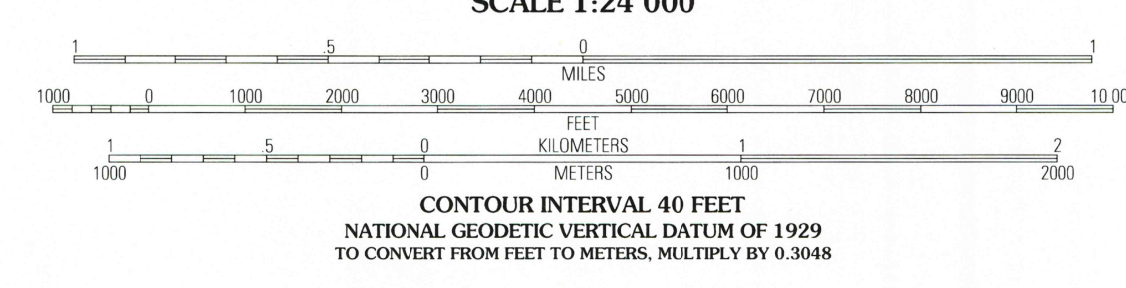 SCALE 1:24 000
1 .5 0 1
MILES
1000 0 1000 2000 3000 4000 5000 6000 7000 8000 9000 10 00
FEET
1 .5 0 KILOMETERS 1 2
1000 0 METERS 1000 2000
CONTOUR INTERVAL 40 FEET
NATIONAL GEODETIC VERTICAL DATUM OF 1929
TO CONVERT FROM FEET TO METERS, MULTIPLY BY 0.3048